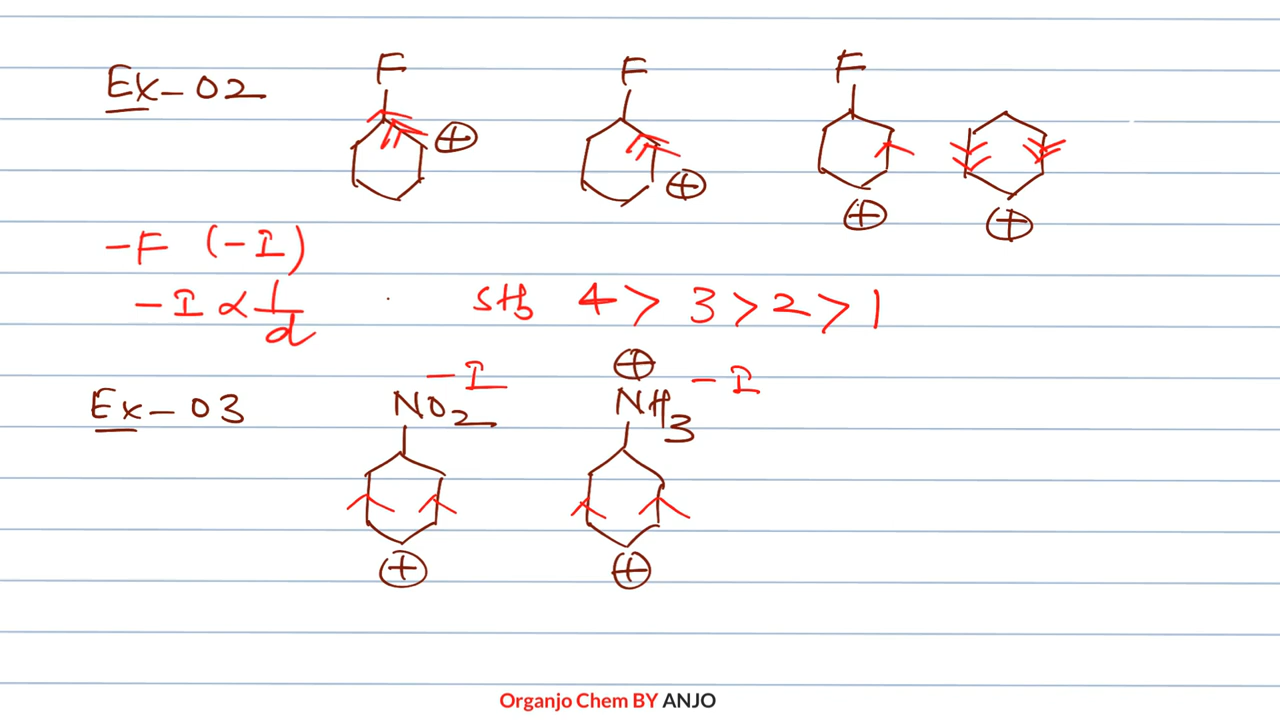 Ex-02 F F F
⊕ ⊕ ⊕ ⊕
-F (-I)
-I ∝ 1/d stb 4 > 3 > 2 > 1
Ex-03 NO2 -I ⊕NH3 -I
⊕ ⊕
Organjo Chem BY ANJO